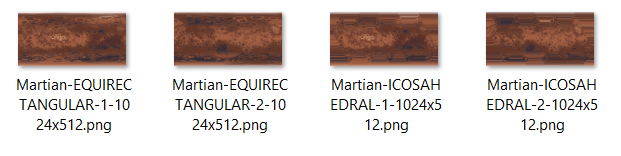 Martian-EQUIREC
TANGULAR-1-10
24x512.png
Martian-EQUIREC
TANGULAR-2-10
24x512.png
Martian-ICOSAH
EDRAL-1-1024x5
12.png
Martian-ICOSAH
EDRAL-2-1024x5
12.png